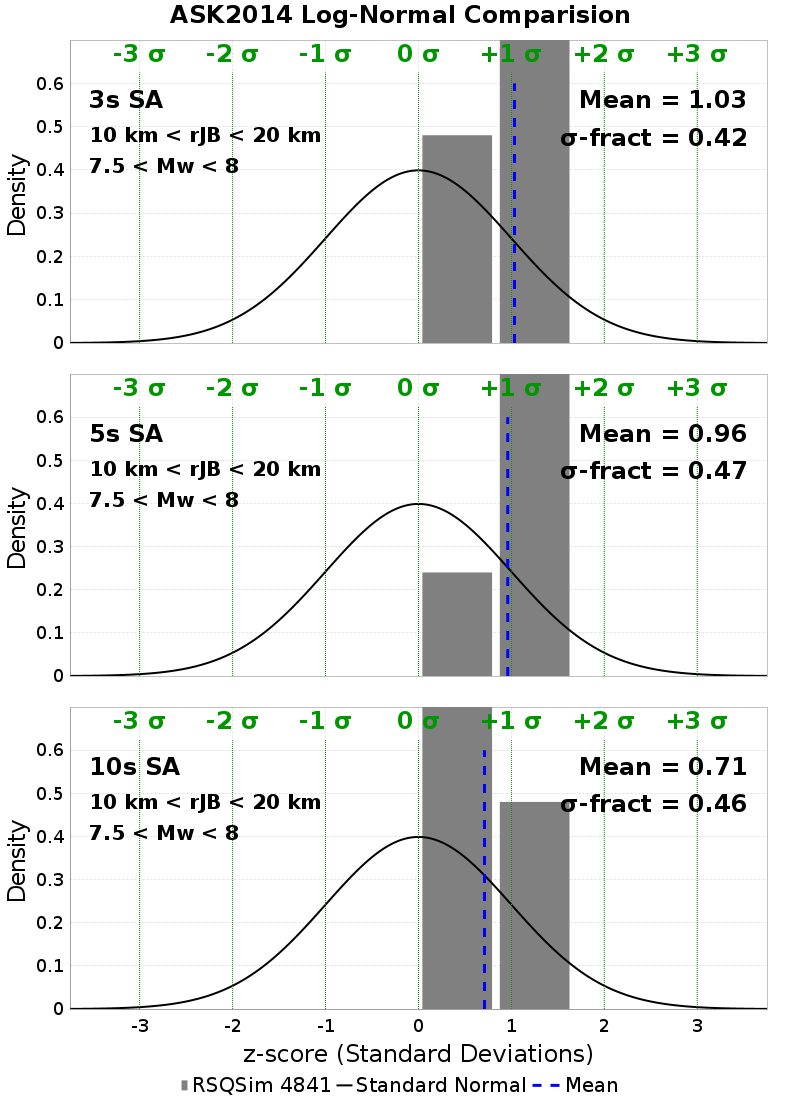 ASK2014 Log-Normal Comparision
-3 σ -2 σ -1 σ 0 σ +1 σ +2 σ +3 σ
3s SA
10 km < rJB < 20 km
7.5 < Mw < 8
Mean = 1.03
σ-fract = 0.42
Density
0.6
0.5
0.4
0.3
0.2
0.1
0
-3 σ -2 σ -1 σ 0 σ +1 σ +2 σ +3 σ
5s SA
10 km < rJB < 20 km
7.5 < Mw < 8
Mean = 0.96
σ-fract = 0.47
Density
0.6
0.5
0.4
0.3
0.2
0.1
0
-3 σ -2 σ -1 σ 0 σ +1 σ +2 σ +3 σ
10s SA
10 km < rJB < 20 km
7.5 < Mw < 8
Mean = 0.71
σ-fract = 0.46
Density
0.6
0.5
0.4
0.3
0.2
0.1
0
-3 -2 -1 0 1 2 3
z-score (Standard Deviations)
RSQSim 4841 Standard Normal Mean